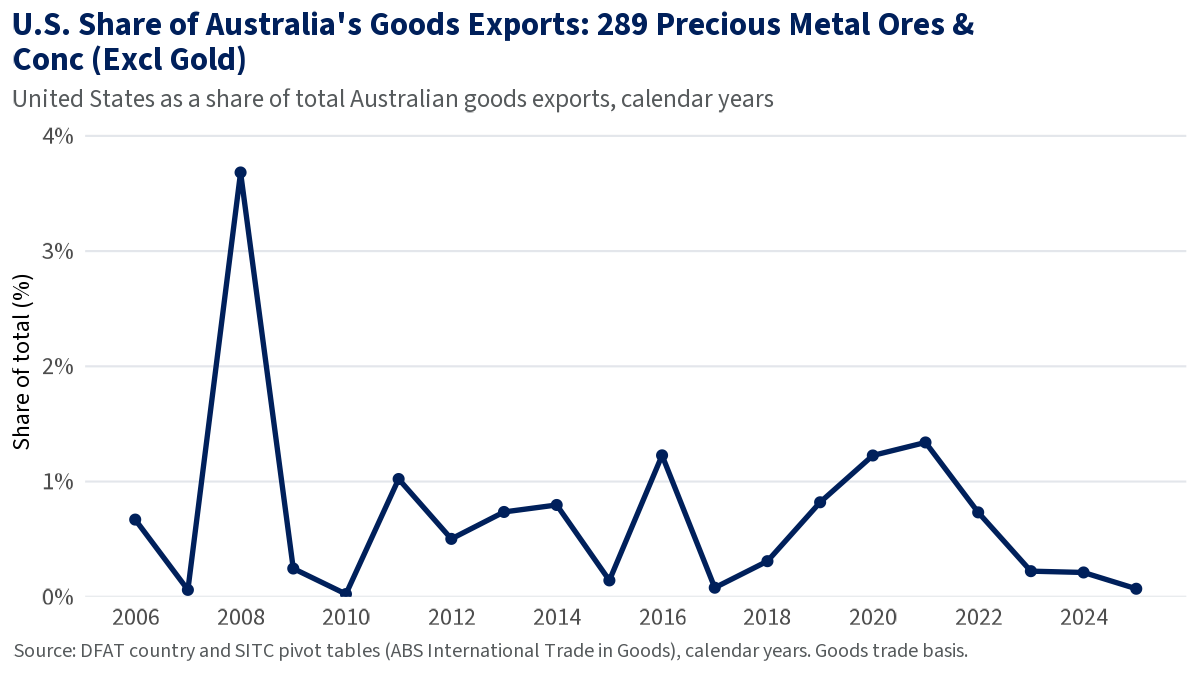 U.S. Share of Australia's Goods Exports: 289 Precious Metal Ores &
Conc (Excl Gold)
United States as a share of total Australian goods exports, calendar years
4%
3%
2%
1%
0%
Share of total (%)
2006 2008 2010 2012 2014 2016 2018 2020 2022 2024
Source: DFAT country and SITC pivot tables (ABS International Trade in Goods), calendar years. Goods trade basis.